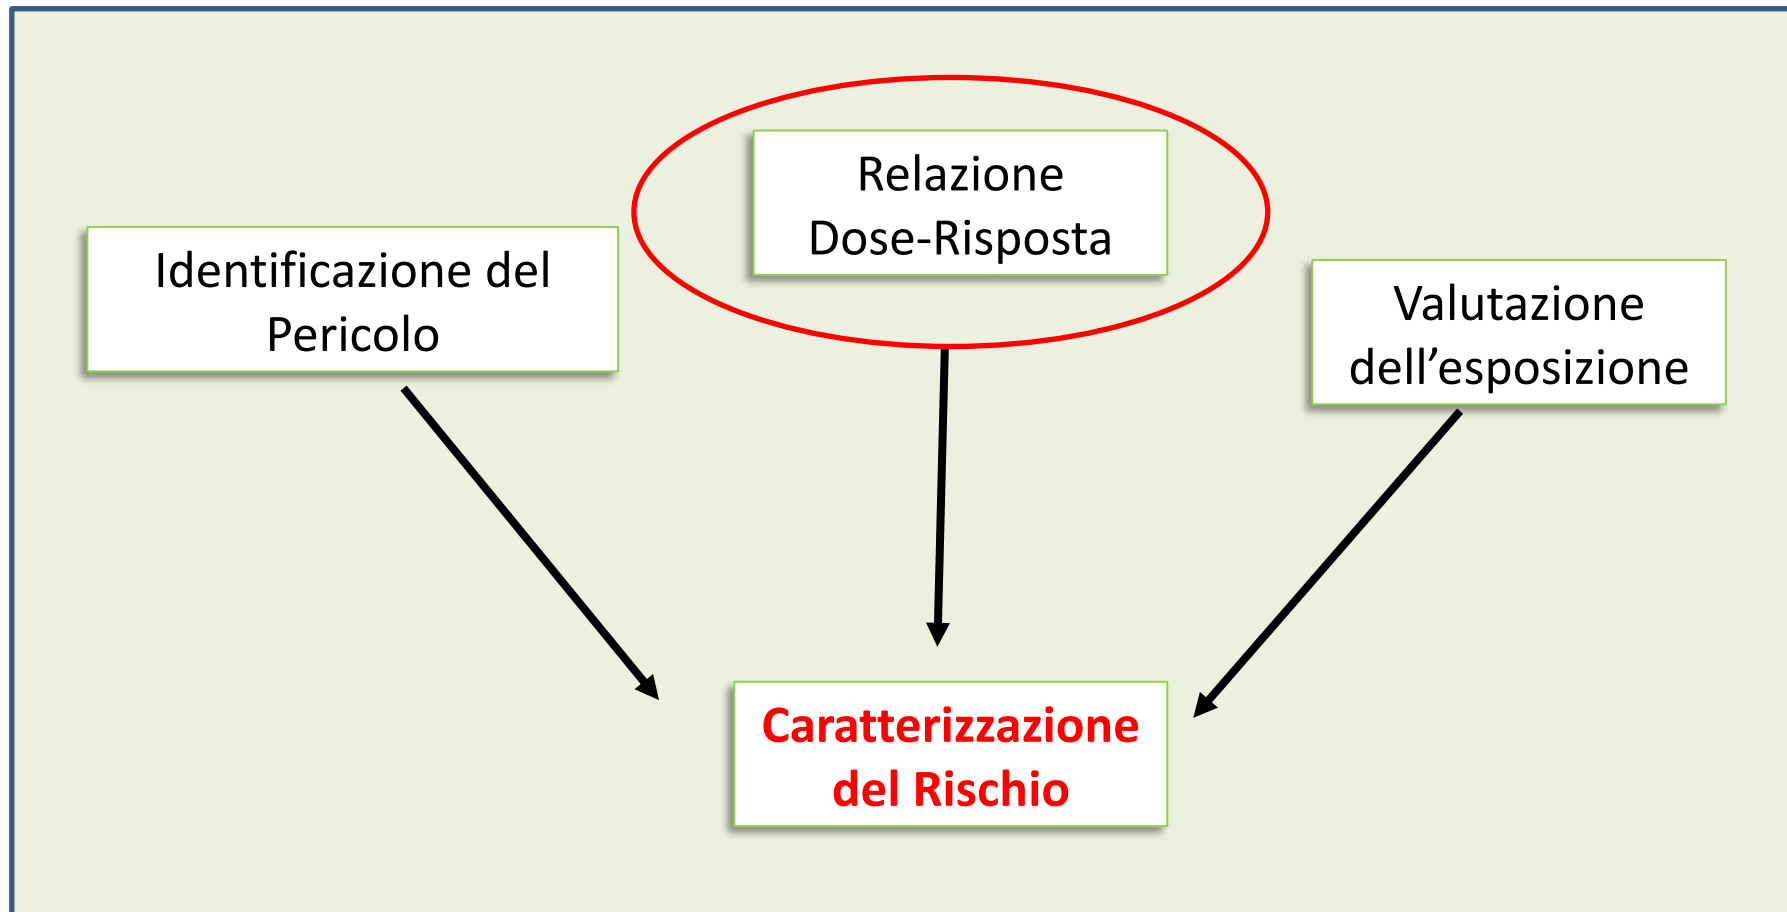 Relazione
Dose-Risposta
Identificazione del
Pericolo
Valutazione
dell’esposizione
Caratterizzazione
del Rischio